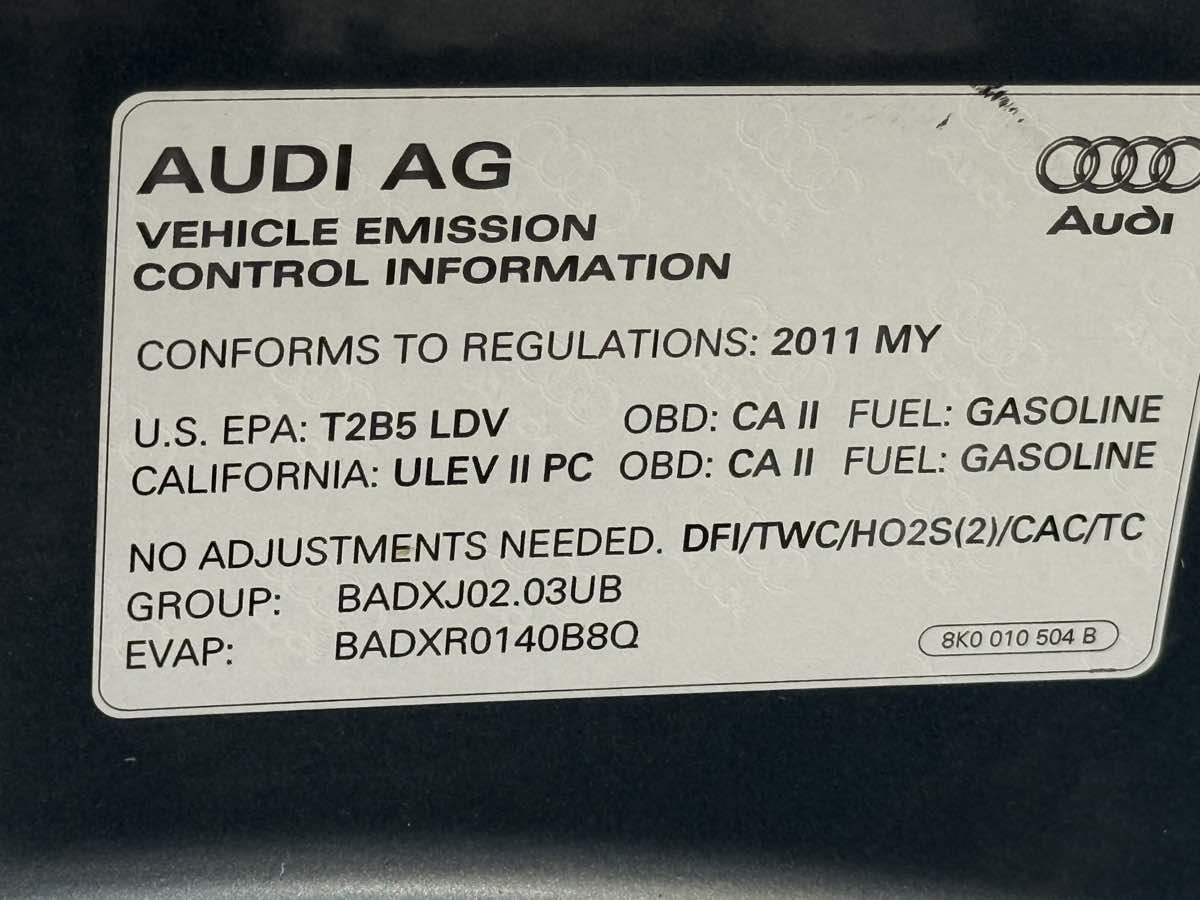 AUDI AG
Audi
VEHICLE EMISSION
CONTROL INFORMATION
CONFORMS TO REGULATIONS: 2011 MY
U.S. EPA: T2B5 LDV OBD: CA II FUEL: GASOLINE
CALIFORNIA: ULEV II PC OBD: CA II FUEL: GASOLINE
NO ADJUSTMENTS NEEDED. DFI/TWC/HO2S(2)/CAC/TC
GROUP: BADXJ02.03UB
EVAP: BADXR0140B8Q
8K0 010 504 B